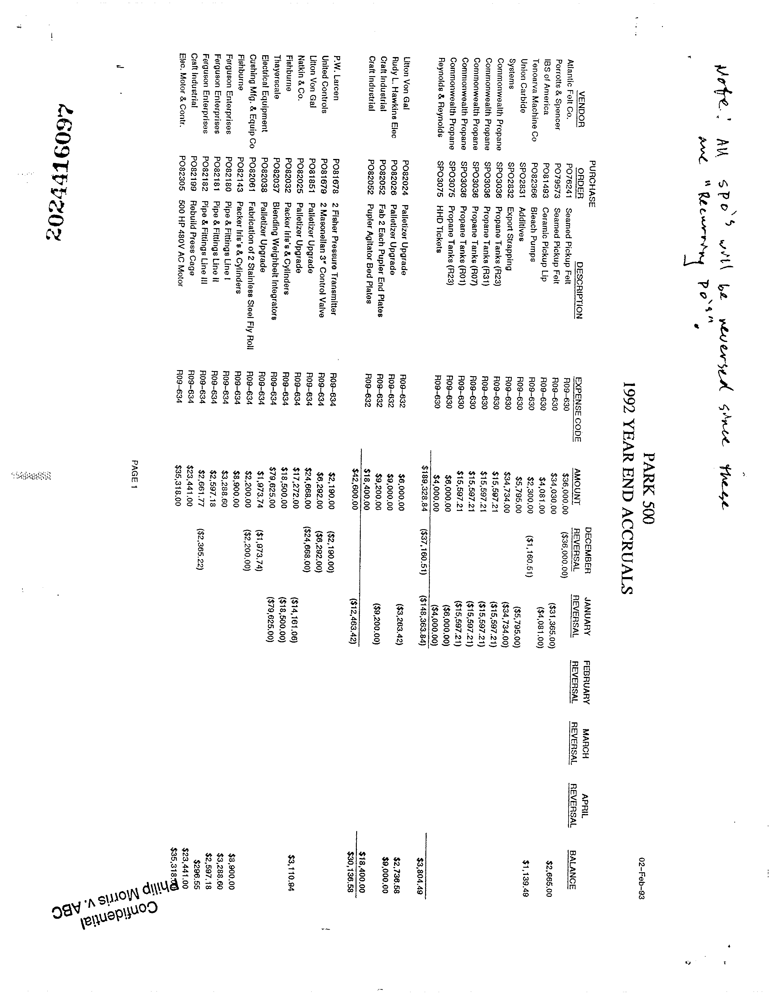 Note: All SPO's will be reversed since these
are "Recurring PO's".
PARK 500
1992 YEAR END ACCRUALS
02-Feb-93
VENDOR PURCHASE ORDER DESCRIPTION EXPENSE CODE AMOUNT DECEMBER REVERSAL JANUARY REVERSAL FEBRUARY REVERSAL MARCH REVERSAL APRIL REVERSAL BALANCE
Atlantic Felt Co. PO76241 Seamed Pickup Felt R09-630 $36,000.00 ($36,000.00)
Perrotts & Spencer PO79573 Seamed Pickup Felt R09-630 $34,030.00 ($31,365.00) $2,665.00
IBS of America PO81493 Ceramic Pickup Lip R09-630 $4,081.00 ($4,081.00)
Tenoarva Machine Co PO82366 Bleach Pumps R09-630 $2,300.00 ($1,160.51) $1,139.49
Union Carbide SPO2831 Additives R09-630 $5,795.00 ($5,795.00)
Systems SPO2832 Export Strapping R09-630 $34,734.00 ($34,734.00)
Commonwealth Propane SPO3036 Propane Tanks (R23) R09-630 $15,597.21 ($15,597.21)
Commonwealth Propane SPO3036 Propane Tanks (R31) R09-630 $15,597.21 ($15,597.21)
Commonwealth Propane SPO3036 Propane Tanks (R07) R09-630 $15,597.21 ($15,597.21)
Commonwealth Propane SPO3036 Propane Tanks (R01) R09-630 $15,597.21 ($15,597.21)
Commonwealth Propane SPO3075 Propane Tanks (R23) R09-630 $6,000.00 ($6,000.00)
Reynolds & Reynolds SPO3075 HHD Tickets R09-630 $4,000.00 ($4,000.00)
$189,328.84 ($37,160.51) ($148,363.84) $3,804.49
Litton Von Gal PO82024 Palletizer Upgrade R09-632 $6,000.00 ($3,263.42) $2,736.58
Rudy L. Hawkins Elec PO82026 Palletizer Upgrade R09-632 $9,000.00 $9,000.00
Craft Industrial PO82052 Fab 2 Each Pupler End Plates R09-632 $9,200.00 ($9,200.00)
Craft Industrial PO82052 Pupler Agitator Bed Plates R09-632 $18,400.00 $18,400.00
$42,600.00 ($12,463.42) $30,136.58
P.W. Larcen PO81678 2 Fisher Pressure Transmitter R09-634 $2,190.00 ($2,190.00)
United Controls PO81679 2 Masonelian 3" Control Valve R09-634 $6,292.00 ($6,292.00)
Litton Von Gal PO81851 Palletizer Upgrade R09-634 $24,668.00 ($24,668.00)
Natkin & Co. PO82025 Palletizer Upgrade R09-634 $17,272.00 ($14,161.06) $3,110.94
Fishburne PO82032 Packer Iris's & Cylinders R09-634 $18,500.00 ($18,500.00)
Thayerscale PO82037 Blending Weighbelt Integrators R09-634 $79,625.00 ($79,625.00)
Electrical Equipment PO82038 Palletizer Upgrade R09-634 $1,973.74 ($1,973.74)
Cushing Mfg. & Equip Co PO82061 Fabrication of 2 Stainless Steel Fly Roll R09-634 $2,200.00 ($2,200.00)
Fishburne PO82143 Packer Iris's & Cylinders R09-634 $8,900.00 $8,900.00
Ferguson Enterprises PO82180 Pipe & Fittings Line I R09-634 $3,288.60 $3,288.60
Ferguson Enterprises PO82181 Pipe & Fittings Line II R09-634 $2,597.18 $2,597.18
Ferguson Enterprises PO82182 Pipe & Fittings Line III R09-634 $2,661.77 ($2,365.22) $296.55
Craft Industrial PO82199 Rebuild Press Cage R09-634 $23,441.00 $23,441.00
Elec. Motor & Contr. PO82305 500 HP 480V AC Motor R09-634 $35,318.00 $35,318.00
PAGE 1
2024416097
Confidential
Philip Morris v. ABC